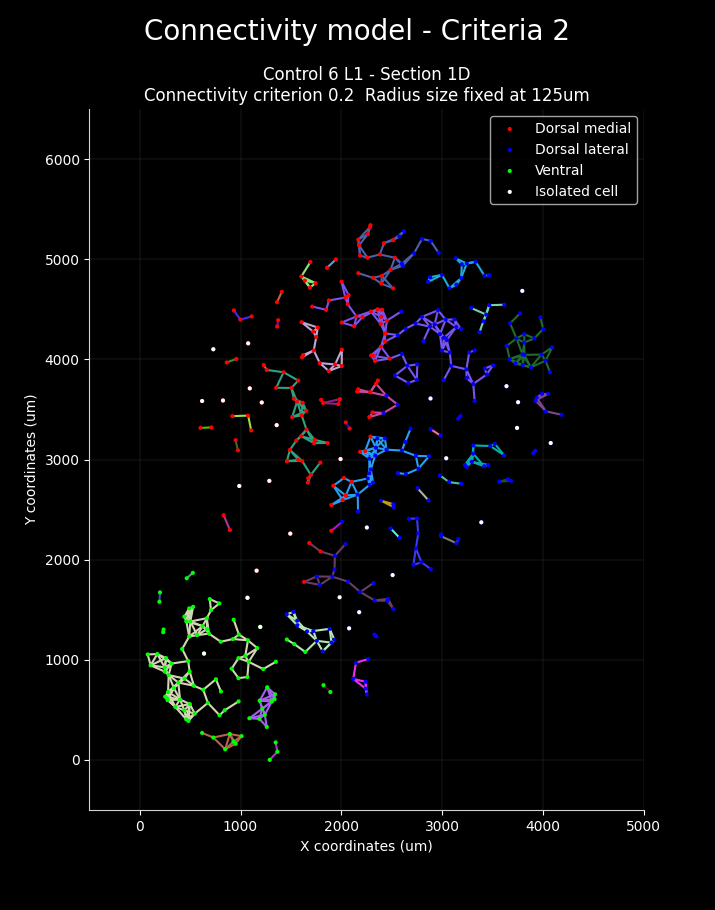 Connectivity model - Criteria 2
Control 6 L1 - Section 1D
Connectivity criterion 0.2  Radius size fixed at 125um
Dorsal medial
Dorsal lateral
Ventral
Isolated cell
6000
5000
4000
3000
2000
1000
0
Y coordinates (um)
0
1000
2000
3000
4000
5000
X coordinates (um)